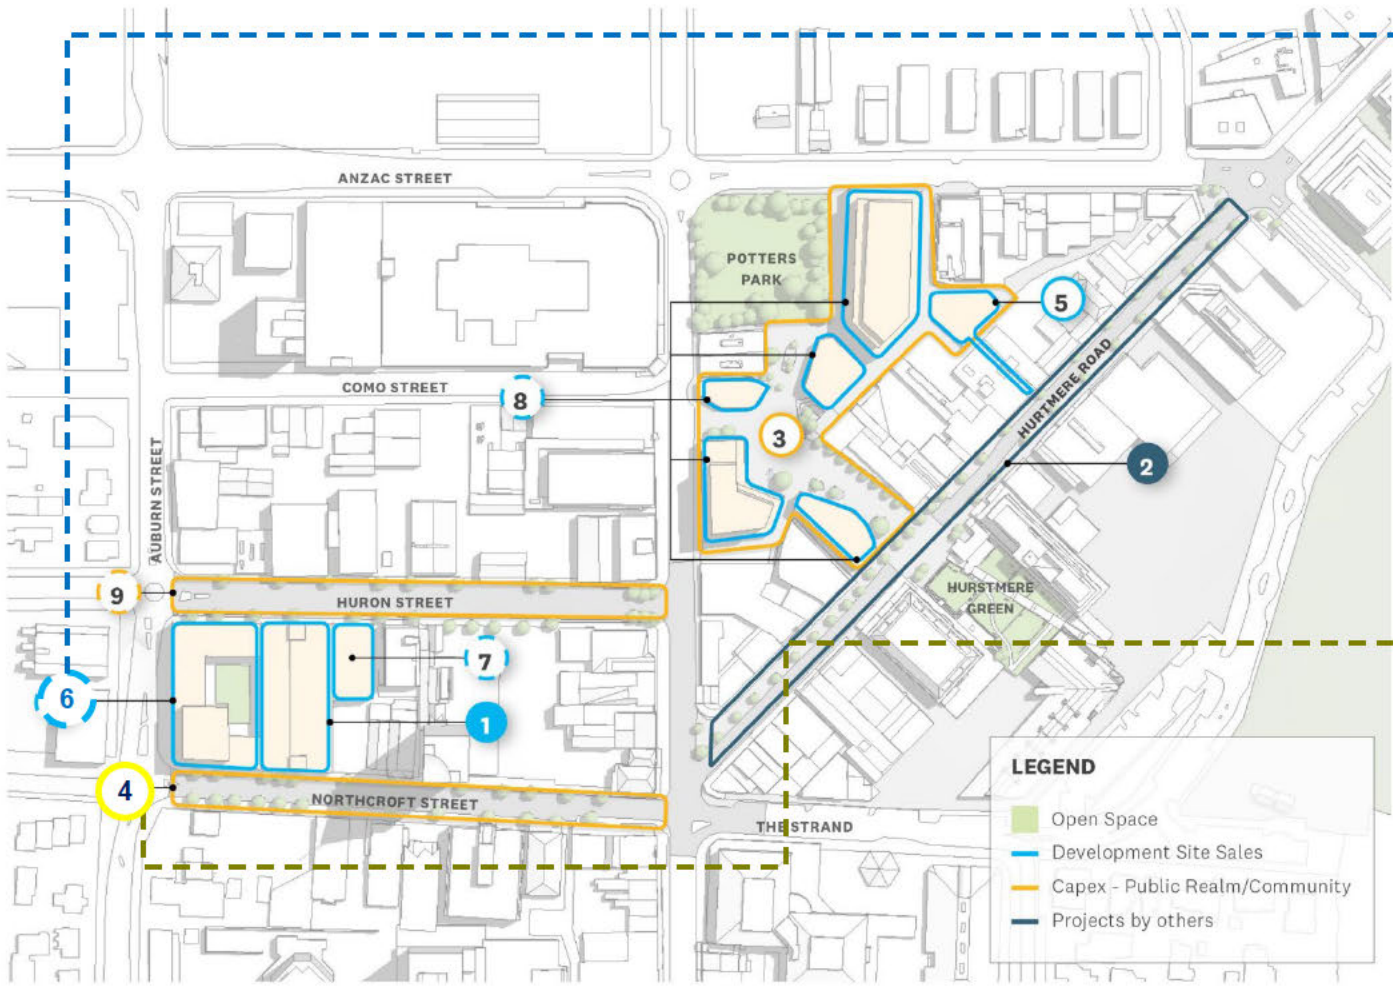 ANZAC STREET
POTTERS
PARK
5
HURTMERE ROAD
COMO STREET
8
3
2
AUBURN STREET
9
HURON STREET
HURSTMERE
GREEN
7
6
1
4
NORTHCROFT STREET
THE STRAND
LEGEND
Open Space
Development Site Sales
Capex - Public Realm/Community
Projects by others